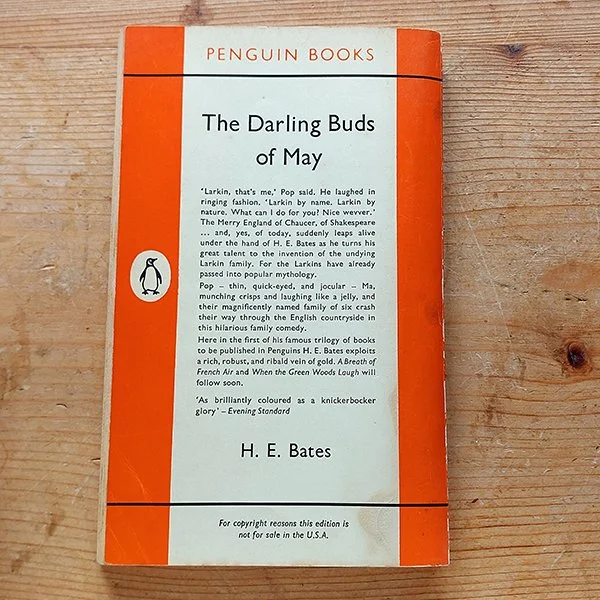 PENGUIN BOOKS
The Darling Buds
of May
'Larkin, that's me,' Pop said. He laughed in
ringing fashion. 'Larkin by name. Larkin by
nature. What can I do for you? Nice wevver.'
The Merry England of Chaucer, of Shakespeare
... and, yes, of today, suddenly leaps alive
under the hand of H. E. Bates as he turns his
great talent to the invention of the undying
Larkin family. For the Larkins have already
passed into popular mythology.
Pop – thin, quick-eyed, and jocular – Ma,
munching crisps and laughing like a jelly, and
their magnificently named family of six crash
their way through the English countryside in
this hilarious family comedy.
Here in the first of his famous trilogy of books
to be published in Penguins H. E. Bates exploits
a rich, robust, and ribald vein of gold. A Breath of
French Air and When the Green Woods Laugh will
follow soon.
'As brilliantly coloured as a knickerbocker
glory' – Evening Standard
H. E. Bates
For copyright reasons this edition is
not for sale in the U.S.A.